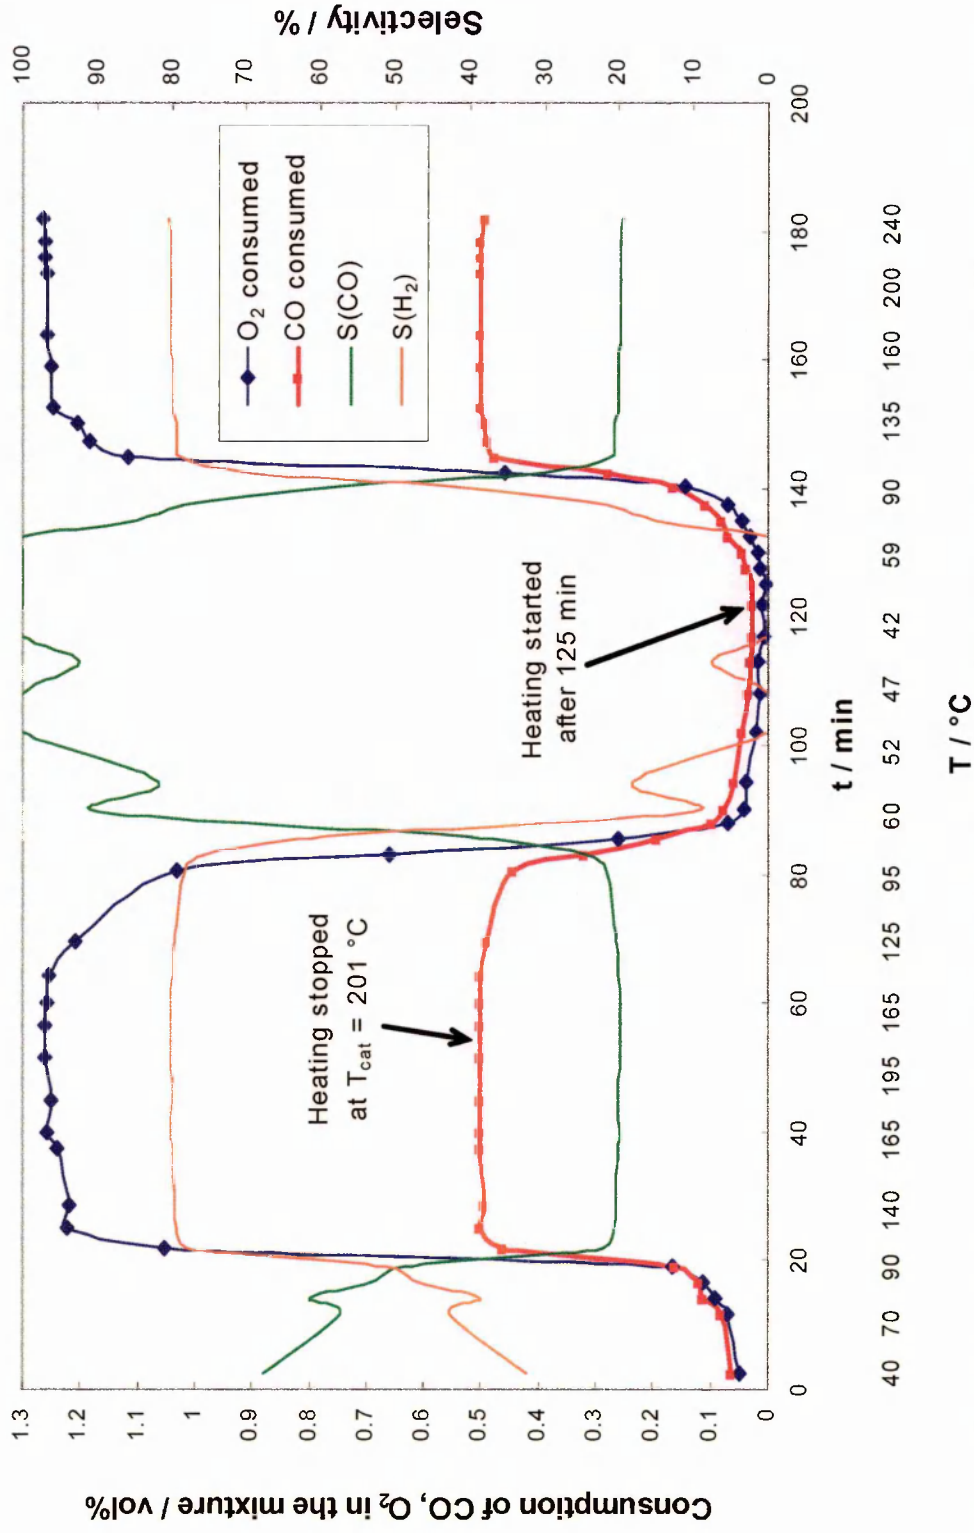 Consumption of CO, O₂ in the mixture / vol%
1.3
1.2
1.1
1
0.9
0.8
0.7
0.6
0.5
0.4
0.3
0.2
0.1
0
Heating stopped
at Tcat = 201 °C
Heating started
after 125 min
O₂ consumed
CO consumed
S(CO)
S(H₂)
100
90
80
70
60
50
40
30
20
10
0
Selectivity / %
0 20 40 60 80 100 120 140 160 180 200
t / min
40 70 90 140 165 195 165 125 95 60 52 47 42 59 90 135 160 200 240
T / °C